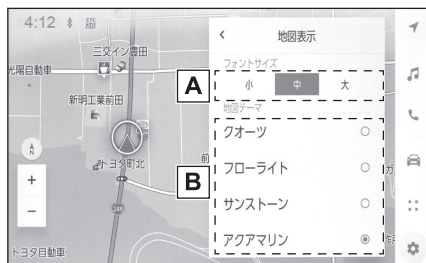 4:12
地図表示
三交イン豊田
光陽自動車
フォントサイズ
A
小 中 大
新明工業前田
地図テーマ
クオーツ
N
トヨタ町北
前
B
フローライト
ガ
サンストーン
アクアマリン
トヨタ自動車